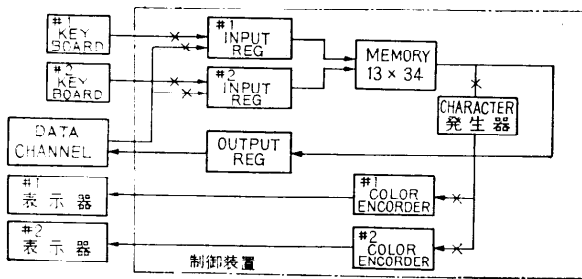 #1
KEY
BOARD
#2
KEY
BOARD
DATA
CHANNEL
#1
表示器
#2
表示器
#1
INPUT
REG
#2
INPUT
REG
OUTPUT
REG
MEMORY
13 × 34
CHARACTER
発生器
#1
COLOR
ENCORDER
#2
COLOR
ENCORDER
制御装置